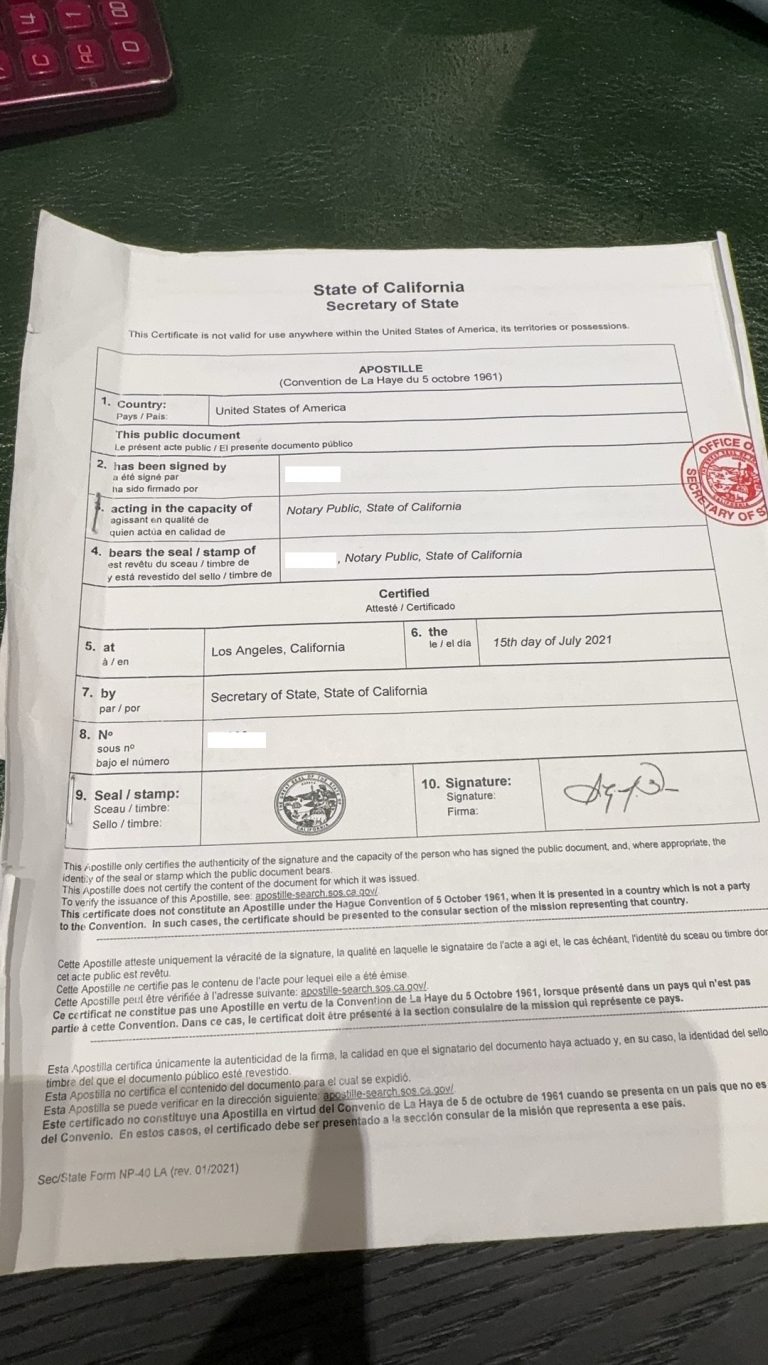 4 1 00
C AC 0
State of California
Secretary of State
This Certificate is not valid for use anywhere within the United States of America, its territories or possessions.
APOSTILLE
(Convention de La Haye du 5 octobre 1961)
1. Country:
Pays / País:
United States of America
This public document
Le présent acte public / El presente documento público
2. has been signed by
a été signé par
ha sido firmado por
acting in the capacity of
agissant en qualité de
quien actúa en calidad de
Notary Public, State of California
4. bears the seal / stamp of
est revêtu du sceau / timbre de
y está revestido del sello / timbre de
, Notary Public, State of California
Certified
Attesté / Certificado
5. at
à / en
Los Angeles, California
6. the
le / el día
15th day of July 2021
7. by
par / por
Secretary of State, State of California
8. Nº
sous nº
bajo el número
9. Seal / stamp:
Sceau / timbre:
Sello / timbre:
10. Signature:
Signature:
Firma:
OFFICE O
SECRETARY OF S
This Apostille only certifies the authenticity of the signature and the capacity of the person who has signed the public document, and, where appropriate, the
identity of the seal or stamp which the public document bears.
This Apostille does not certify the content of the document for which it was issued.
To verify the issuance of this Apostille, see: apostille-search.sos.ca.gov/
This certificate does not constitute an Apostille under the Hague Convention of 5 October 1961, when it is presented in a country which is not a party
to the Convention. In such cases, the certificate should be presented to the consular section of the mission representing that country.
Cette Apostille atteste uniquement la véracité de la signature, la qualité en laquelle le signataire de l'acte a agi et, le cas échéant, l'identité du sceau ou timbre don
cet acte public est revêtu.
Cette Apostille ne certifie pas le contenu de l'acte pour lequel elle a été émise.
Cette Apostille peut être vérifiée à l'adresse suivante: apostille-search.sos.ca.gov/.
Ce certificat ne constitue pas une Apostille en vertu de la Convention de La Haye du 5 Octobre 1961, lorsque présenté dans un pays qui n'est pas
partie à cette Convention. Dans ce cas, le certificat doit être présenté à la section consulaire de la mission qui représente ce pays.
Esta Apostilla certifica únicamente la autenticidad de la firma, la calidad en que el signatario del documento haya actuado y, en su caso, la identidad del sello
timbre del que el documento público esté revestido.
Esta Apostilla no certifica el contenido del documento para el cual se expidió.
Esta Apostilla se puede verificar en la dirección siguiente: apostille-search.sos.ca.gov/.
Este certificado no constituye una Apostilla en virtud del Convenio de La Haya de 5 de octubre de 1961 cuando se presenta en un país que no es
del Convenio. En estos casos, el certificado debe ser presentado a la sección consular de la misión que representa a ese país.
Sec/State Form NP-40 LA (rev. 01/2021)